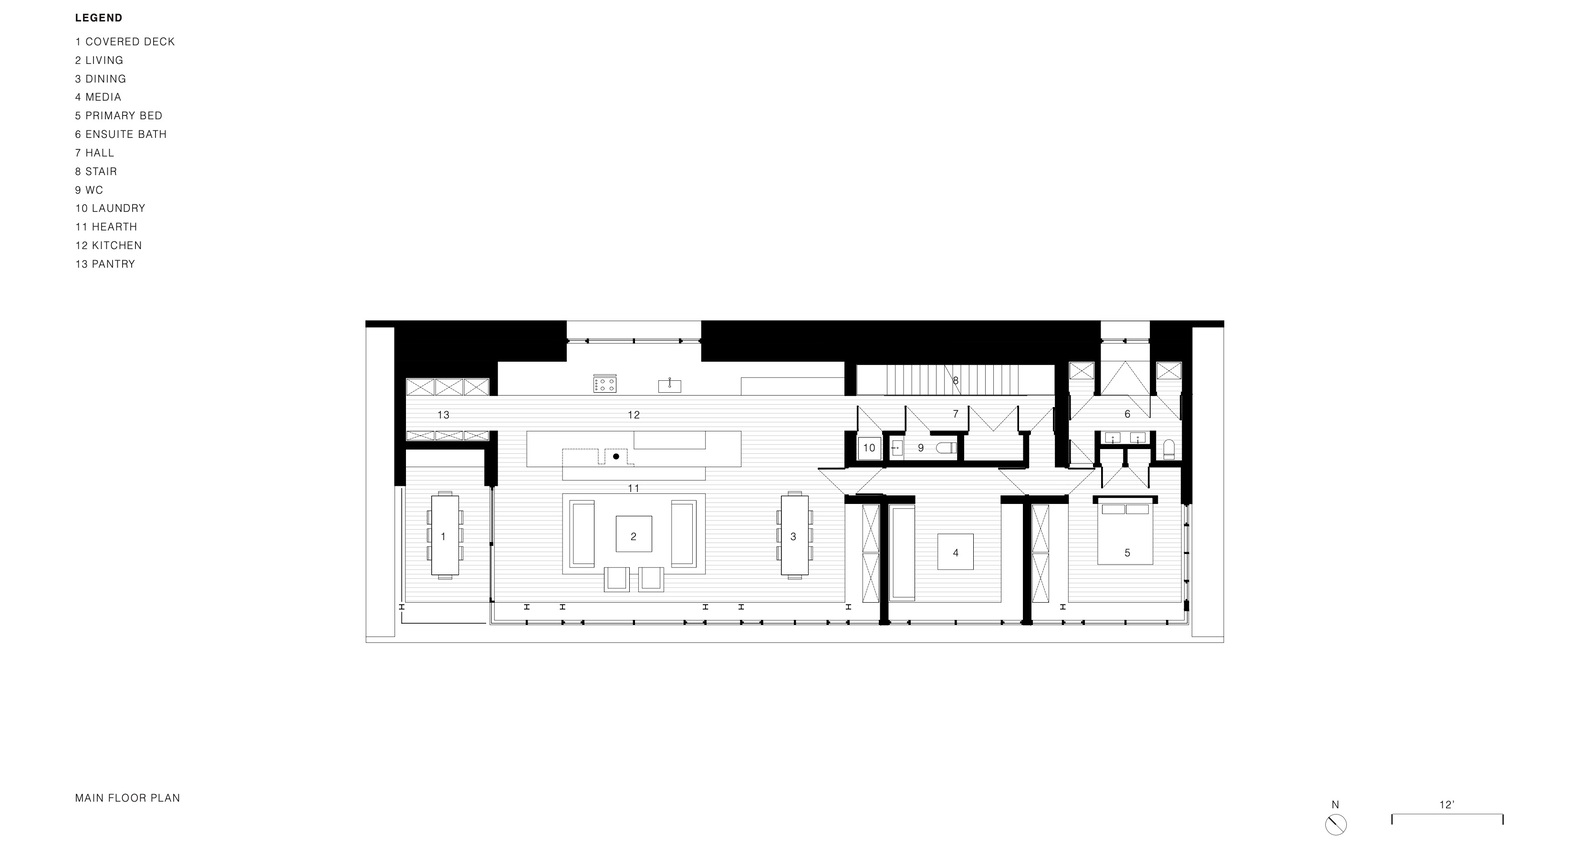 LEGEND
1 COVERED DECK
2 LIVING
3 DINING
4 MEDIA
5 PRIMARY BED
6 ENSUITE BATH
7 HALL
8 STAIR
9 WC
10 LAUNDRY
11 HEARTH
12 KITCHEN
13 PANTRY
8
13
12
7
6
10
9
11
1
2
3
4
5
MAIN FLOOR PLAN
N
12'